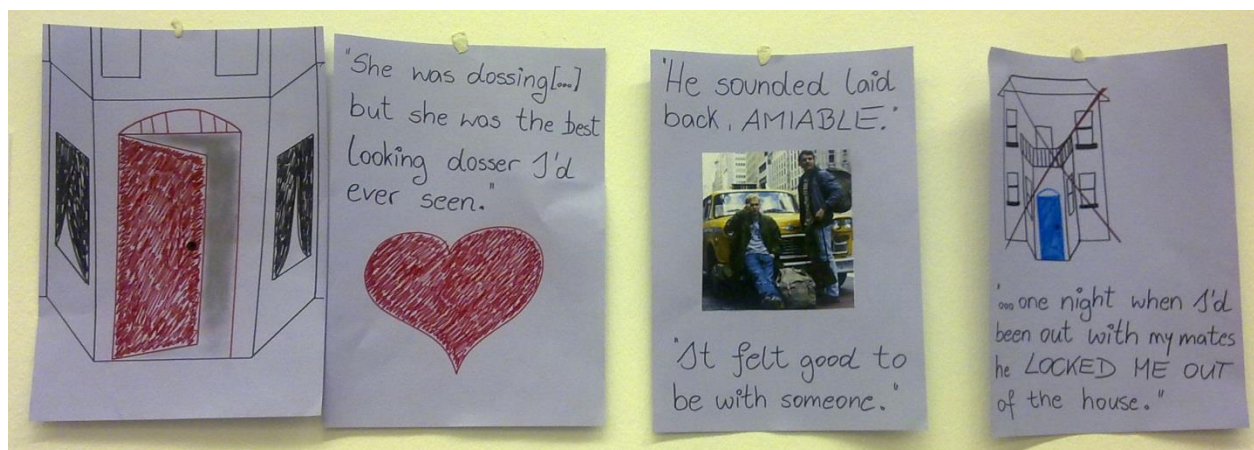 "She was dossing[...]
but she was the best
looking dosser I'd
ever seen."
"He sounded laid
back, AMIABLE."
"It felt good to
be with someone."
"...one night when I'd
been out with my mates
he LOCKED ME OUT
of the house."